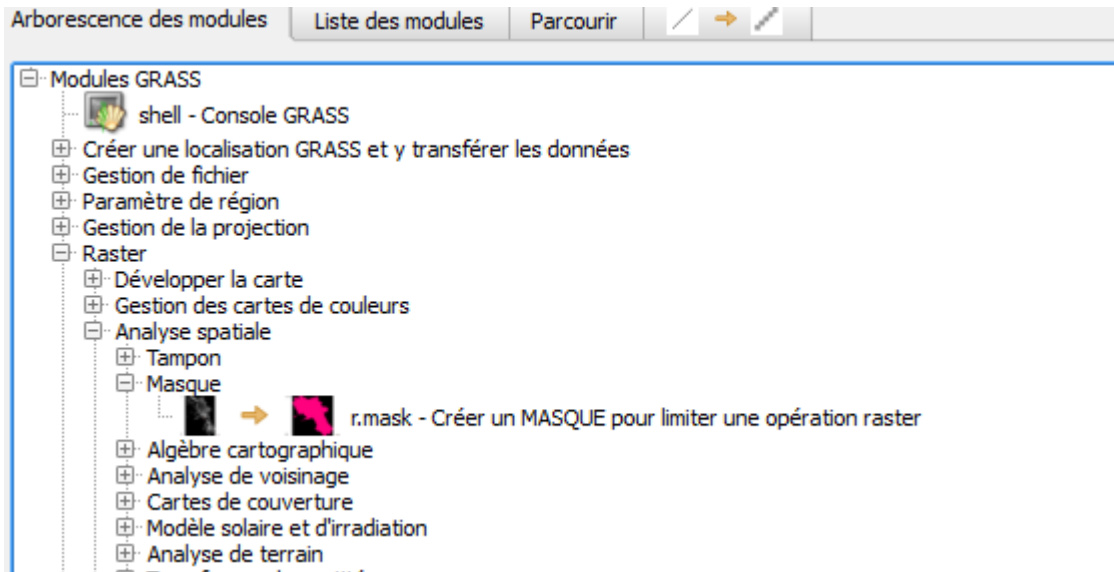 Arborescence des modules Liste des modules Parcourir
Modules GRASS
shell - Console GRASS
Créer une localisation GRASS et y transférer les données
Gestion de fichier
Paramètre de région
Gestion de la projection
Raster
Développer la carte
Gestion des cartes de couleurs
Analyse spatiale
Tampon
Masque
r.mask - Créer un MASQUE pour limiter une opération raster
Algèbre cartographique
Analyse de voisinage
Cartes de couverture
Modèle solaire et d'irradiation
Analyse de terrain